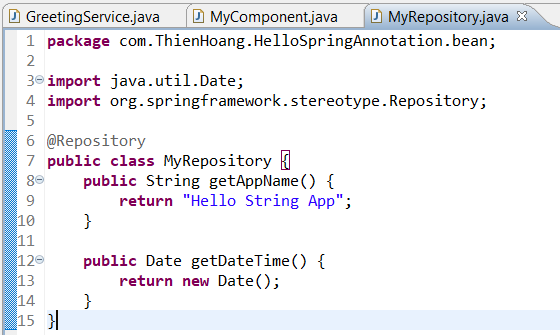 GreetingService.java MyComponent.java MyRepository.java
1 package com.ThienHoang.HelloSpringAnnotation.bean;
2
3 import java.util.Date;
4 import org.springframework.stereotype.Repository;
5
6 @Repository
7 public class MyRepository {
8     public String getAppName() {
9         return "Hello String App";
10     }
11
12     public Date getDateTime() {
13         return new Date();
14     }
15 }